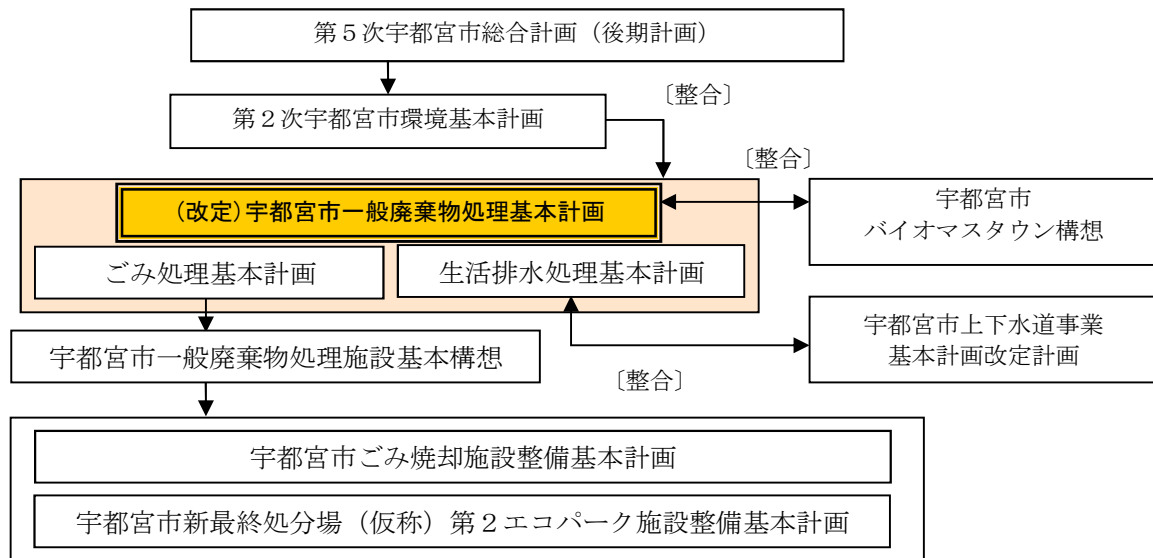 第５次宇都宮市総合計画（後期計画）
第２次宇都宮市環境基本計画
〔整合〕
〔整合〕
（改定）宇都宮市一般廃棄物処理基本計画
宇都宮市
バイオマスタウン構想
ごみ処理基本計画
生活排水処理基本計画
宇都宮市上下水道事業
基本計画改定計画
宇都宮市一般廃棄物処理施設基本構想
〔整合〕
宇都宮市ごみ焼却施設整備基本計画
宇都宮市新最終処分場（仮称）第２エコパーク施設整備基本計画